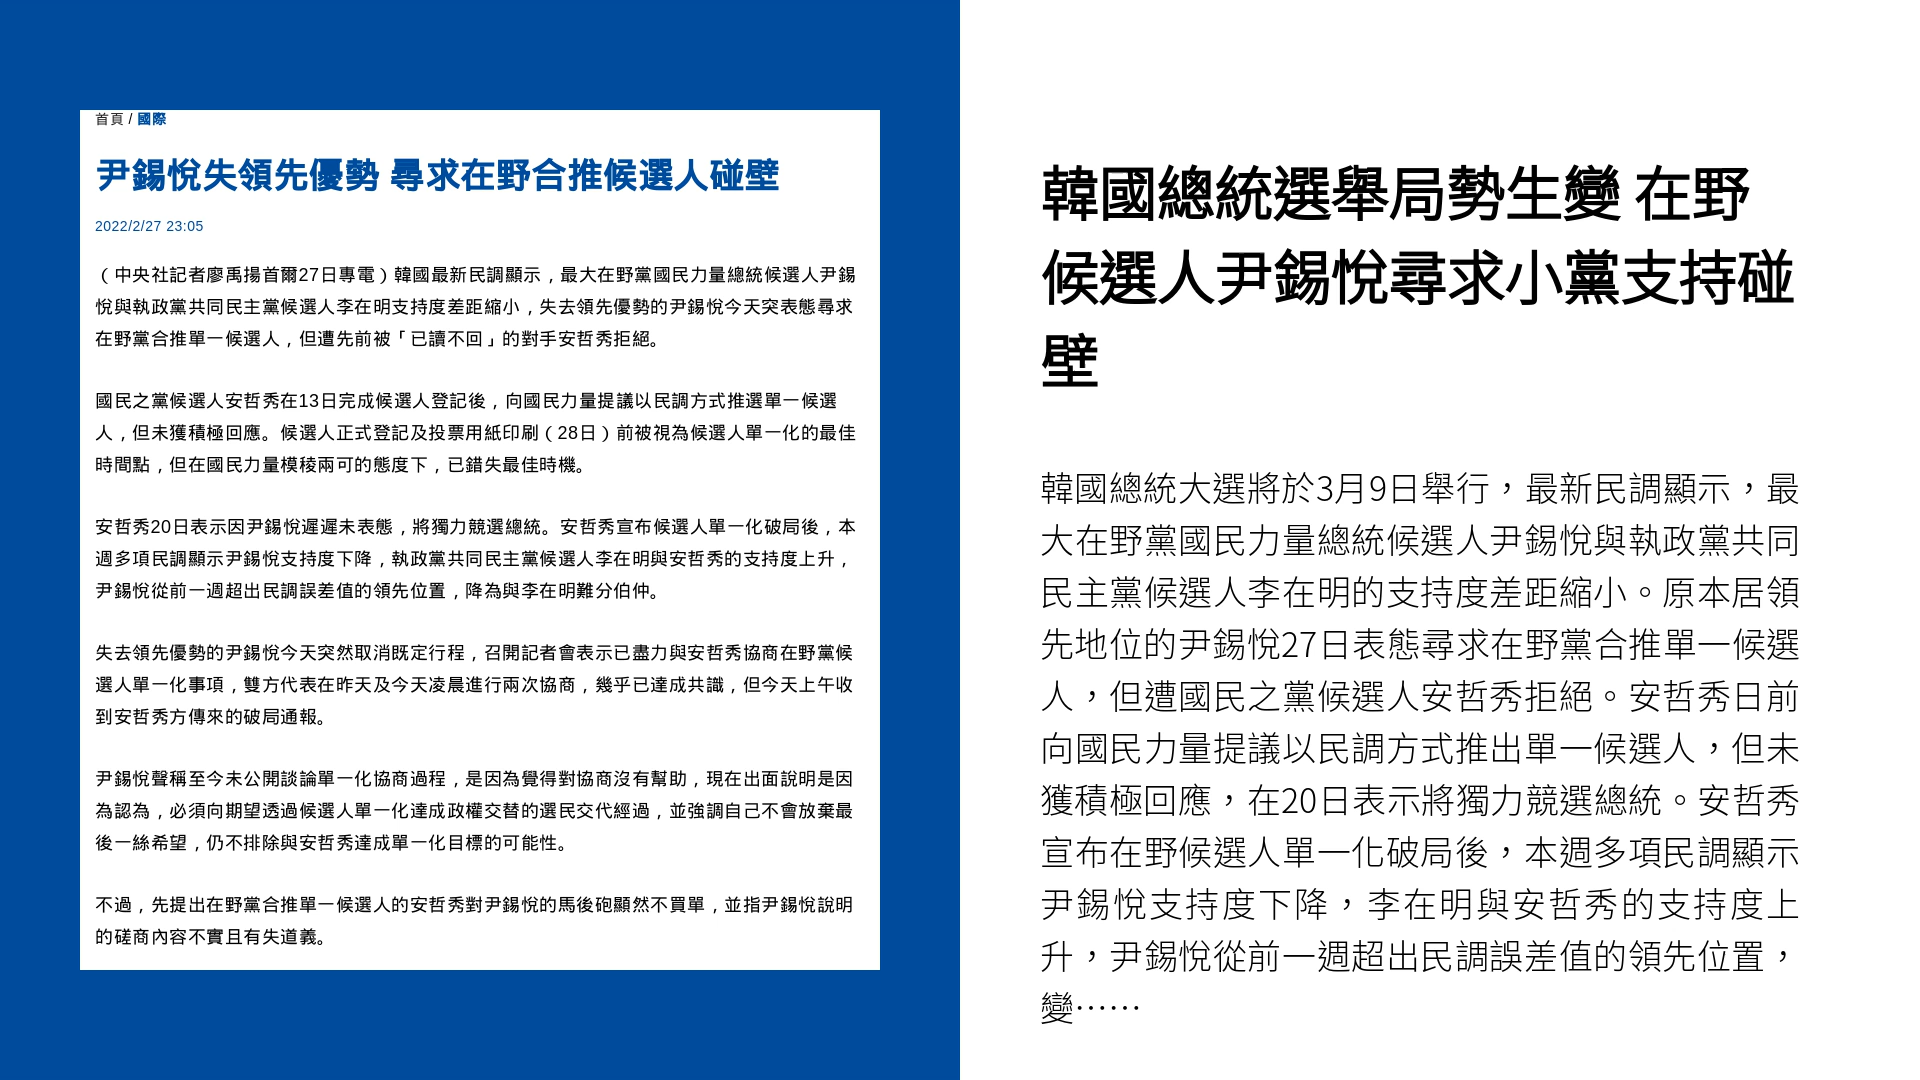 首頁 / 國際
尹錫悅失領先優勢 尋求在野合推候選人碰壁
2022/2/27 23:05
（中央社記者廖禹揚首爾27日專電）韓國最新民調顯示，最大在野黨國民力量總統候選人尹錫
悅與執政黨共同民主黨候選人李在明支持度差距縮小，失去領先優勢的尹錫悅今天突表態尋求
在野黨合推單一候選人，但遭先前被「已讀不回」的對手安哲秀拒絕。
國民之黨候選人安哲秀在13日完成候選人登記後，向國民力量提議以民調方式推選單一候選
人，但未獲積極回應。候選人正式登記及投票用紙印刷（28日）前被視為候選人單一化的最佳
時間點，但在國民力量模稜兩可的態度下，已錯失最佳時機。
安哲秀20日表示因尹錫悅遲遲未表態，將獨力競選總統。安哲秀宣布候選人單一化破局後，本
週多項民調顯示尹錫悅支持度下降，執政黨共同民主黨候選人李在明與安哲秀的支持度上升，
尹錫悅從前一週超出民調誤差值的領先位置，降為與李在明難分伯仲。
失去領先優勢的尹錫悅今天突然取消既定行程，召開記者會表示已盡力與安哲秀協商在野黨候
選人單一化事項，雙方代表在昨天及今天凌晨進行兩次協商，幾乎已達成共識，但今天上午收
到安哲秀方傳來的破局通報。
尹錫悅聲稱至今未公開談論單一化協商過程，是因為覺得對協商沒有幫助，現在出面說明是因
為認為，必須向期望透過候選人單一化達成政權交替的選民交代經過，並強調自己不會放棄最
後一絲希望，仍不排除與安哲秀達成單一化目標的可能性。
不過，先提出在野黨合推單一候選人的安哲秀對尹錫悅的馬後砲顯然不買單，並指尹錫悅說明
的磋商內容不實且有失道義。
韓國總統選舉局勢生變 在野
候選人尹錫悅尋求小黨支持碰
壁
韓國總統大選將於3月9日舉行，最新民調顯示，最
大在野黨國民力量總統候選人尹錫悅與執政黨共同
民主黨候選人李在明的支持度差距縮小。原本居領
先地位的尹錫悅27日表態尋求在野黨合推單一候選
人，但遭國民之黨候選人安哲秀拒絕。安哲秀日前
向國民力量提議以民調方式推出單一候選人，但未
獲積極回應，在20日表示將獨力競選總統。安哲秀
宣布在野候選人單一化破局後，本週多項民調顯示
尹錫悅支持度下降，李在明與安哲秀的支持度上
升，尹錫悅從前一週超出民調誤差值的領先位置，
變⋯⋯